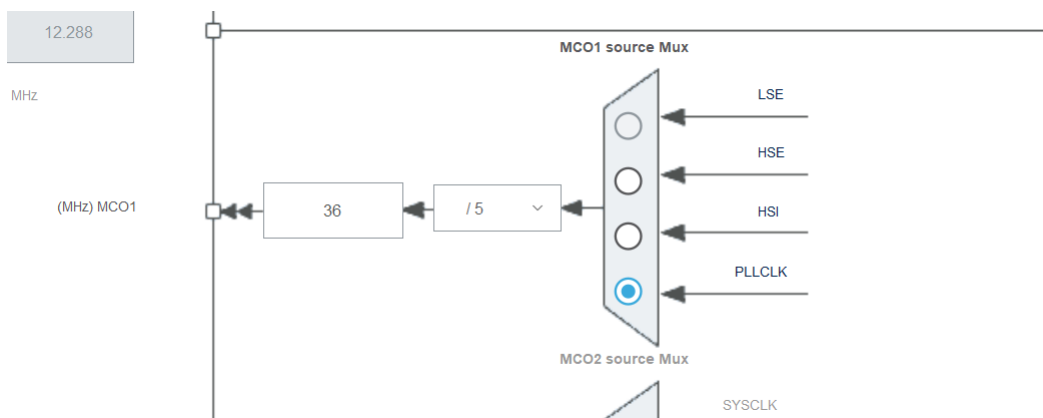 12.288
MHz
MCO1 source Mux
LSE
HSE
HSI
PLLCLK
(MHz) MCO1
36
/ 5
MCO2 source Mux
SYSCLK